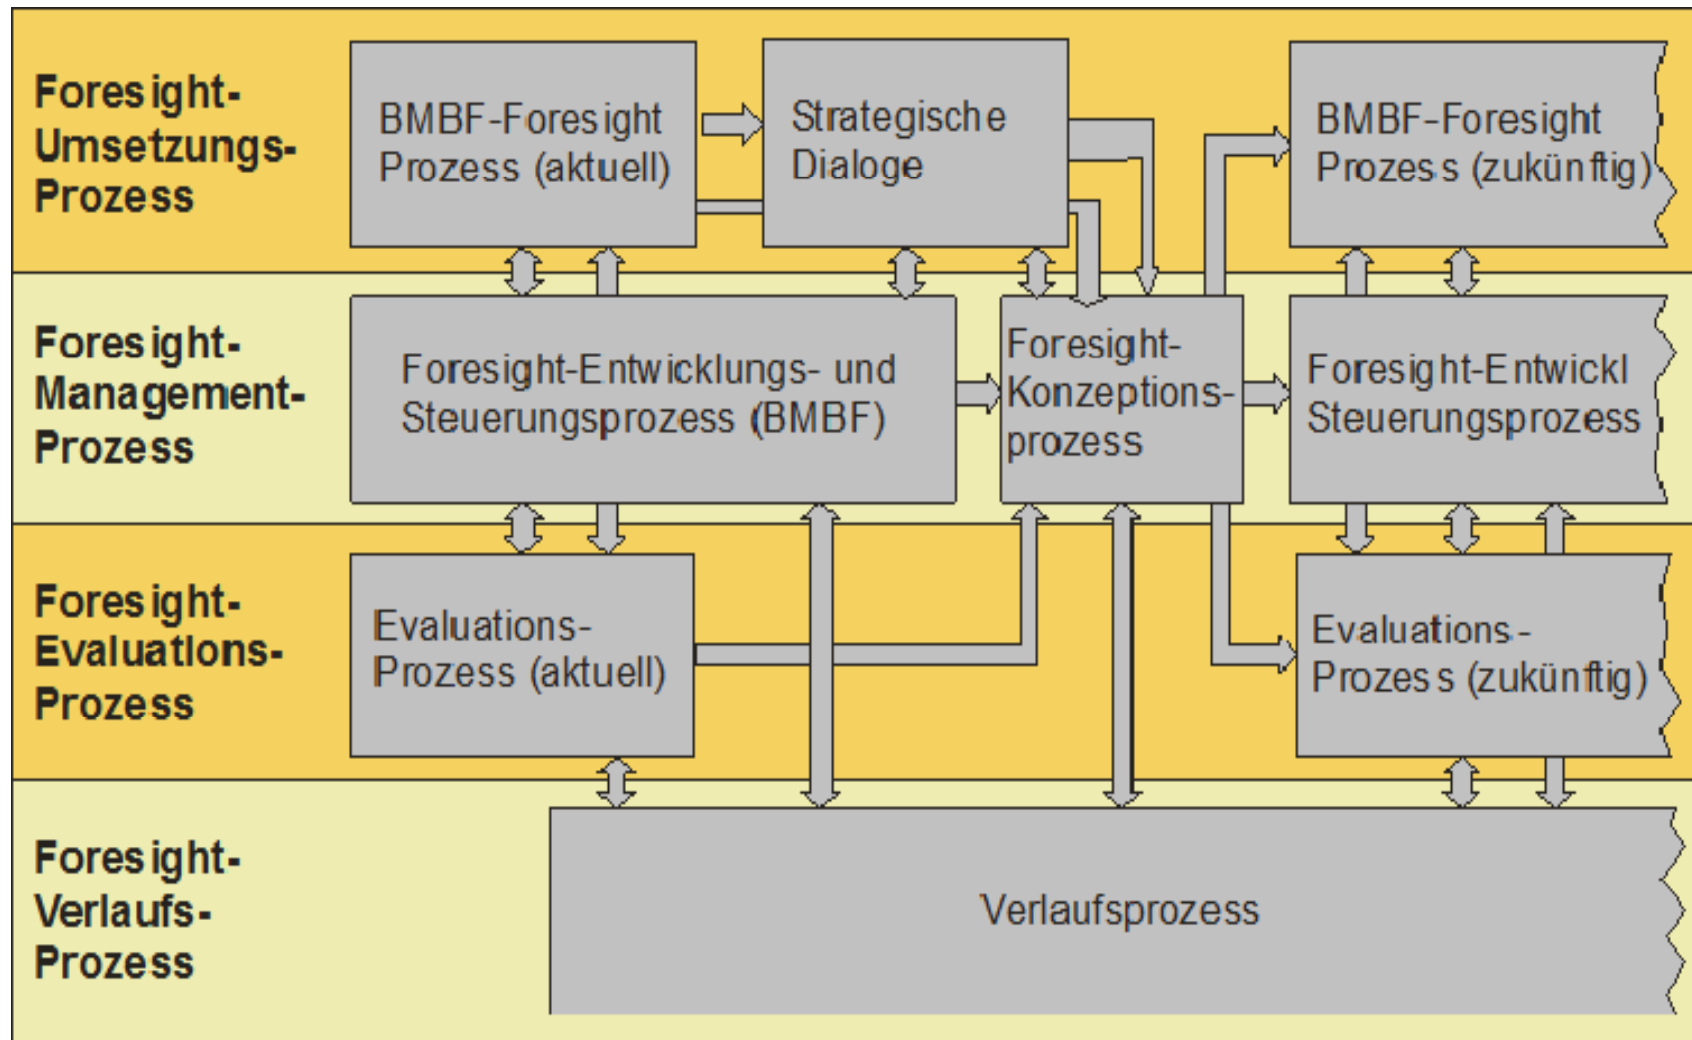 Foresight-
Umsetzungs-
Prozess
BMBF-Foresight
Prozess (aktuell)
Strategische
Dialoge
BMBF-Foresight
Prozess (zukünftig)
Foresight-
Management-
Prozess
Foresight-Entwicklungs- und
Steuerungsprozess (BMBF)
Foresight-
Konzeptions-
prozess
Foresight-Entwickl
Steuerungsprozess
Foresight-
Evaluations-
Prozess
Evaluations-
Prozess (aktuell)
Evaluations-
Prozess (zukünftig)
Foresight-
Verlaufs-
Prozess
Verlaufsprozess